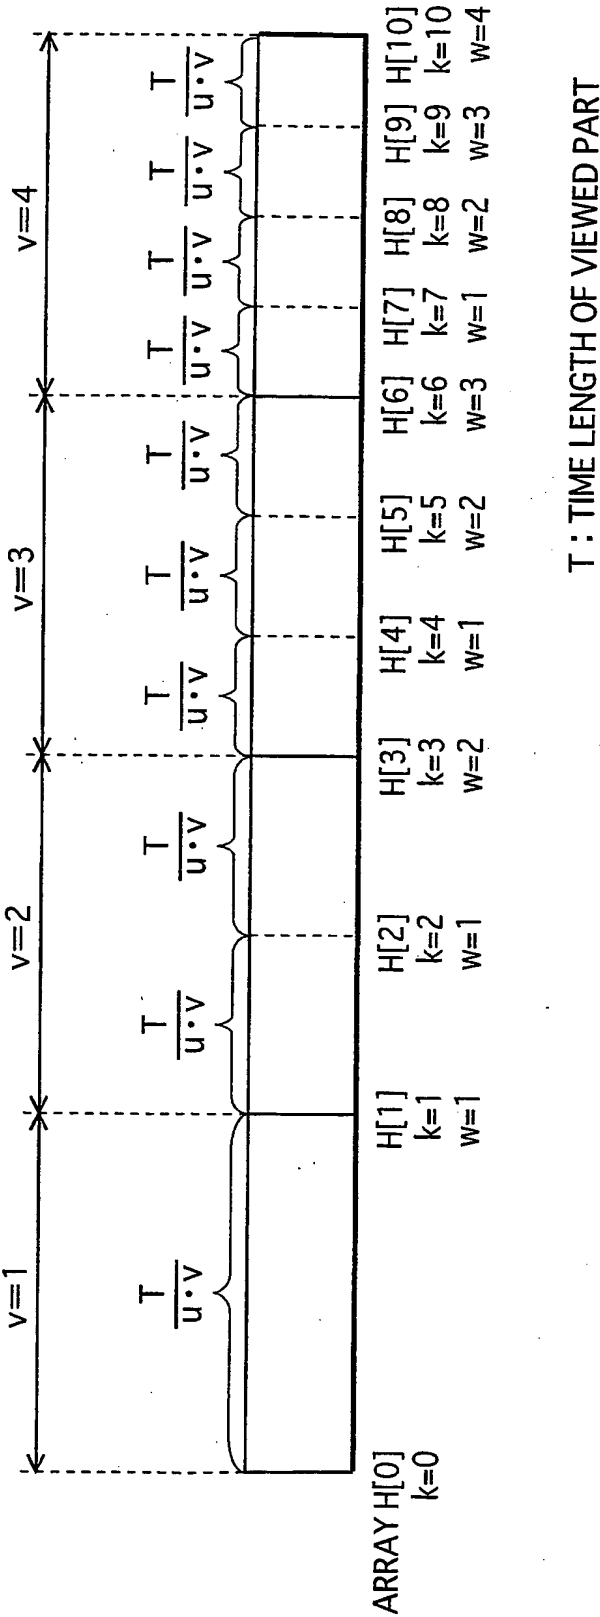 v=1
v=2
v=3
v=4
T
u·v
T
u·v
T
u·v
T
u·v
T
u·v
T
u·v
T
u·v
T
u·v
T
u·v
T
u·v
ARRAY H[0] H[1] H[2] H[3] H[4] H[5] H[6] H[7] H[8] H[9] H[10]
k=0 k=1 k=2 k=3 k=4 k=5 k=6 k=7 k=8 k=9 k=10
w=1 w=1 w=2 w=1 w=2 w=3 w=1 w=2 w=3 w=4
T : TIME LENGTH OF VIEWED PART